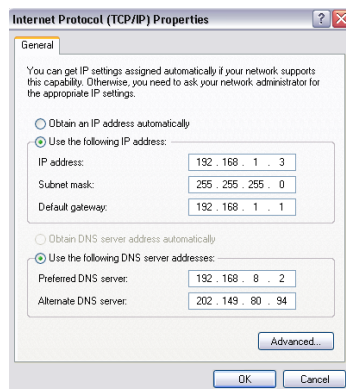 Internet Protocol (TCP/IP) Properties
General
You can get IP settings assigned automatically if your network supports
this capability. Otherwise, you need to ask your network administrator for
the appropriate IP settings.
Obtain an IP address automatically
Use the following IP address:
IP address: 192 . 168 . 1 . 3
Subnet mask: 255 . 255 . 255 . 0
Default gateway: 192 . 168 . 1 . 1
Obtain DNS server address automatically
Use the following DNS server addresses:
Preferred DNS server: 192 . 168 . 8 . 2
Alternate DNS server: 202 . 149 . 80 . 94
Advanced...
OK Cancel